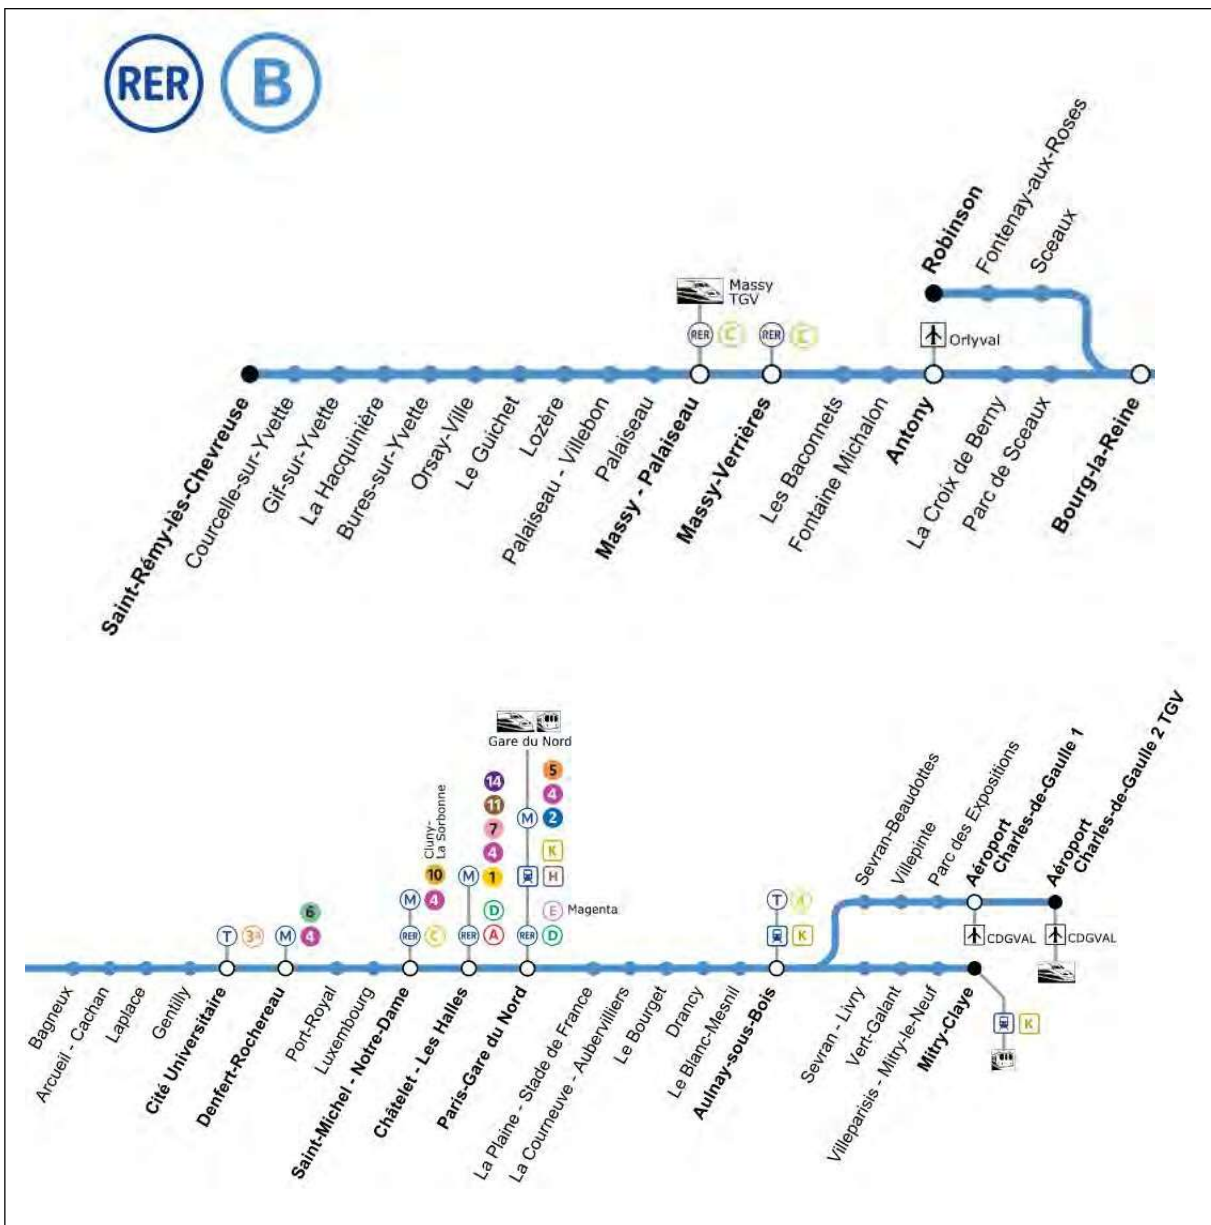 RER B
Robinson
Fontenay-aux-Roses
Sceaux
Massy
TGV
RER C
RER C
Orlyval
Saint-Rémy-lès-Chevreuse
Courcelle-sur-Yvette
Gif-sur-Yvette
La Hacquinière
Bures-sur-Yvette
Orsay-Ville
Le Guichet
Lozère
Palaiseau - Villebon
Palaiseau
Massy - Palaiseau
Massy-Verrières
Les Baconnets
Fontaine Michalon
Antony
La Croix de Berny
Parc de Sceaux
Bourg-la-Reine
Gare du Nord
14
11
7
4
M 1
D
RER A
5
4
M 2
K
H
E Magenta
RER D
Cluny-
La Sorbonne
10
M 4
RER C
6
M 4
T 3a
T 4
K
Sevran-Beaudottes
Villepinte
Parc des Expositions
Aéroport
Charles-de-Gaulle 1
Aéroport
Charles-de-Gaulle 2 TGV
CDGVAL
CDGVAL
K
Bagneux
Arcueil - Cachan
Laplace
Gentilly
Cité Universitaire
Denfert-Rochereau
Port-Royal
Luxembourg
Saint-Michel - Notre-Dame
Châtelet - Les Halles
Paris-Gare du Nord
La Plaine - Stade de France
La Courneuve - Aubervilliers
Le Bourget
Drancy
Le Blanc-Mesnil
Aulnay-sous-Bois
Sevran - Livry
Vert-Galant
Villeparisis - Mitry-le-Neuf
Mitry-Claye